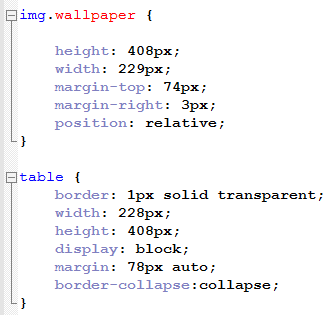 img.wallpaper {
height: 408px;
width: 229px;
margin-top: 74px;
margin-right: 3px;
position: relative;
}
table {
border: 1px solid transparent;
width: 228px;
height: 408px;
display: block;
margin: 78px auto;
border-collapse:collapse;
}